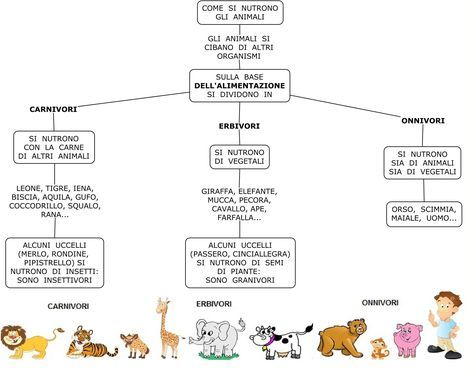 COME SI NUTRONO
GLI ANIMALI
GLI ANIMALI SI
CIBANO DI ALTRI
ORGANISMI
SULLA BASE
DELL'ALIMENTAZIONE
SI DIVIDONO IN
CARNIVORI
SI NUTRONO
CON LA CARNE
DI ALTRI ANIMALI
LEONE, TIGRE, IENA,
BISCIA, AQUILA, GUFO,
COCCODRILLO, SQUALO,
RANA...
ALCUNI UCCELLI
(MERLO, RONDINE,
PIPISTRELLO) SI
NUTRONO DI INSETTI:
SONO INSETTIVORI
ERBIVORI
SI NUTRONO
DI VEGETALI
GIRAFFA, ELEFANTE,
MUCCA, PECORA,
CAVALLO, APE,
FARFALLA...
ALCUNI UCCELLI
(PASSERO, CINCIALLEGRA)
SI NUTRONO DI SEMI
DI PIANTE:
SONO GRANIVORI
ONNIVORI
SI NUTRONO
SIA DI ANIMALI
SIA DI VEGETALI
ORSO, SCIMMIA,
MAIALE, UOMO...
CARNIVORI
ERBIVORI
ONNIVORI